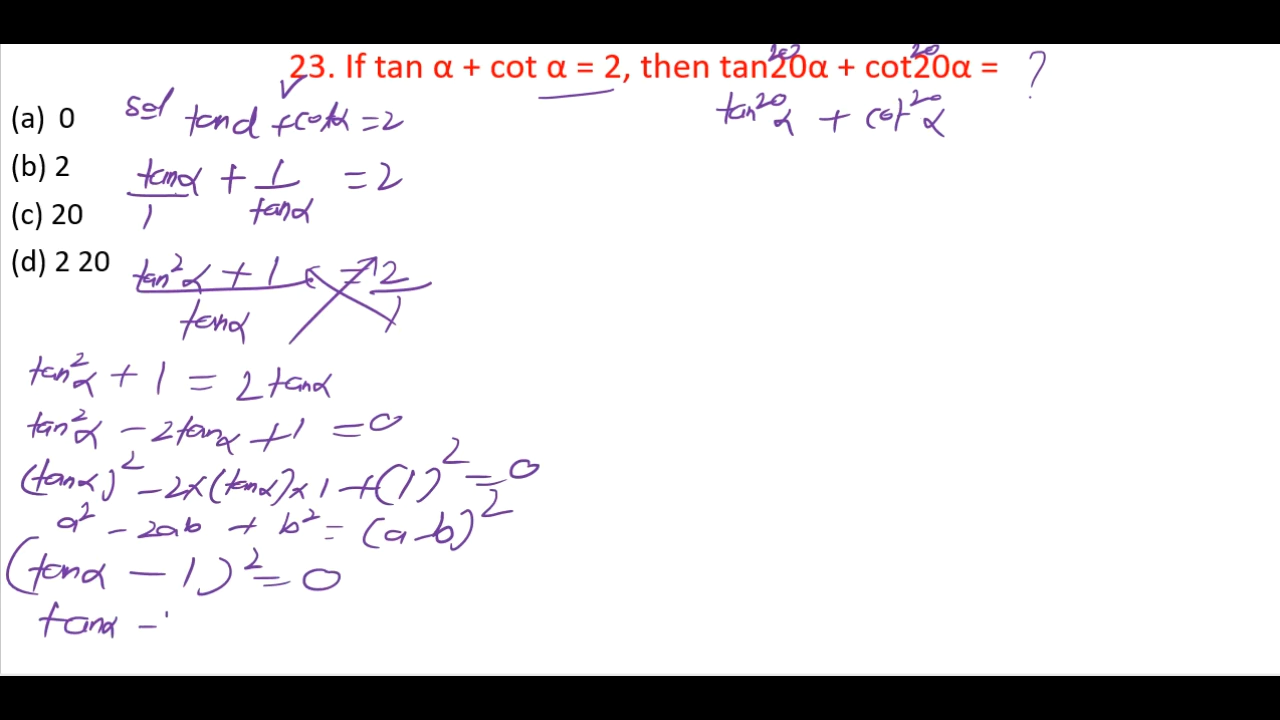 23. If tan α + cot α = 2, then tan20α + cot20α = ?
20 20
(a) 0
(b) 2
(c) 20
(d) 2 20
sol tanα + cotα = 2
tan²⁰α + cot²⁰α
tanα/1 + 1/tanα = 2
tan²α + 1/tanα = 2/1
tan²α + 1 = 2tanα
tan²α - 2tanα + 1 = 0
(tanα)² - 2×(tanα)×1 + (1)² = 0
a² - 2ab + b² = (a-b)²
(tanα - 1)² = 0
tanα -